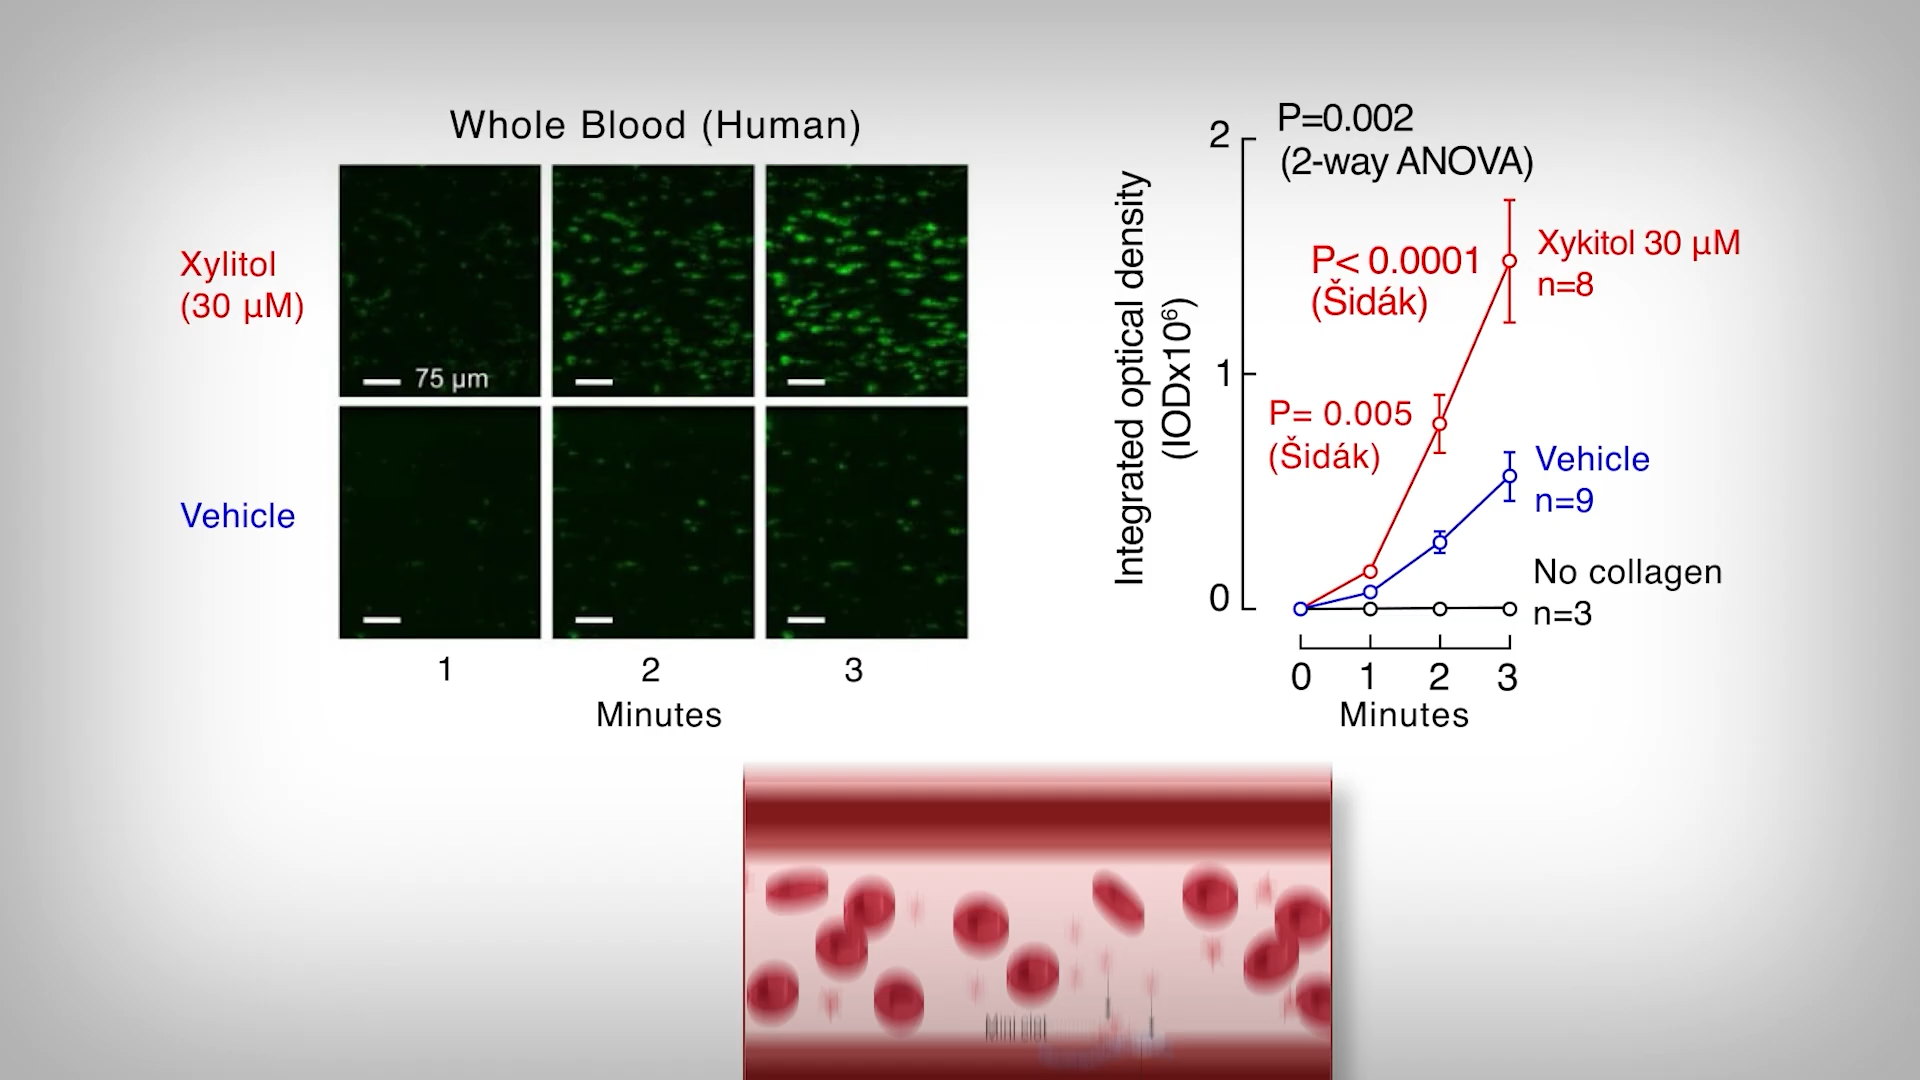 Whole Blood (Human)
Xylitol
(30 µM)
75 µm
Vehicle
1 2 3
Minutes
P=0.002
(2-way ANOVA)
Integrated optical density
(IODx10⁶)
2
1
0
P< 0.0001
(Šidák)
Xykitol 30 µM
n=8
P= 0.005
(Šidák)
Vehicle
n=9
No collagen
n=3
0 1 2 3
Minutes
Mini clot